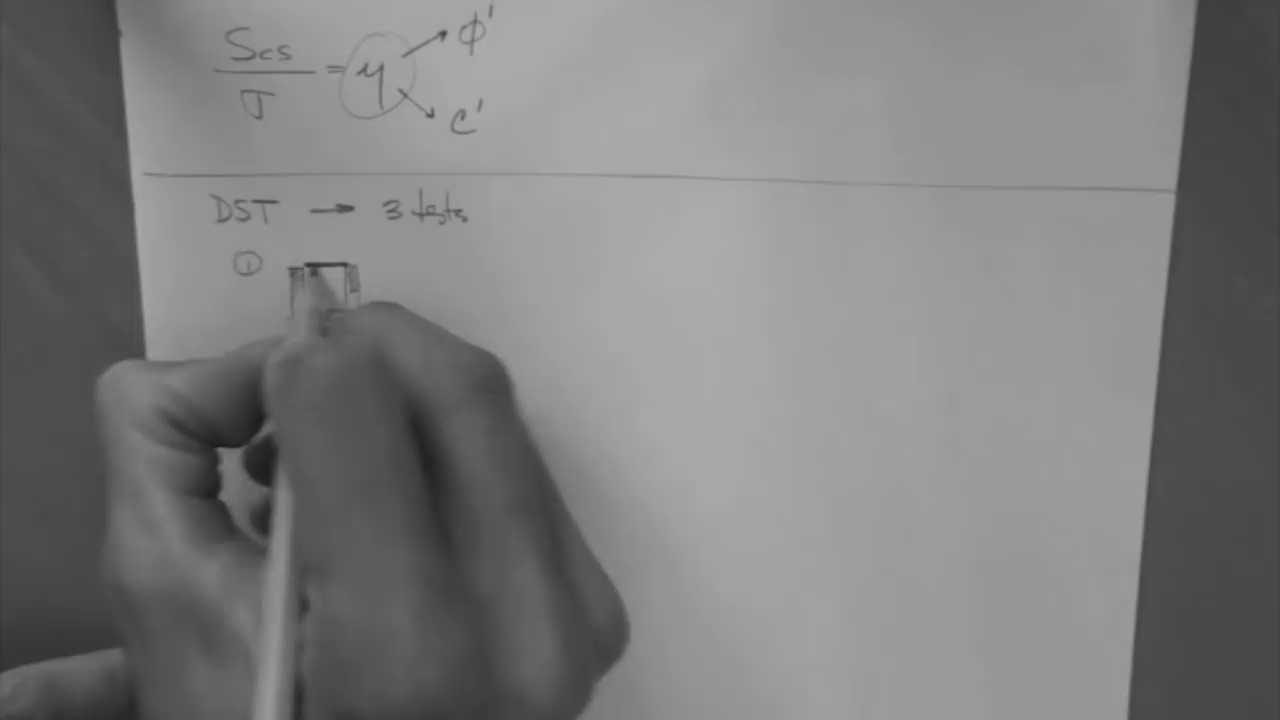 Scs/τ = y → φ'
→ c'
DST → 3 tests
①